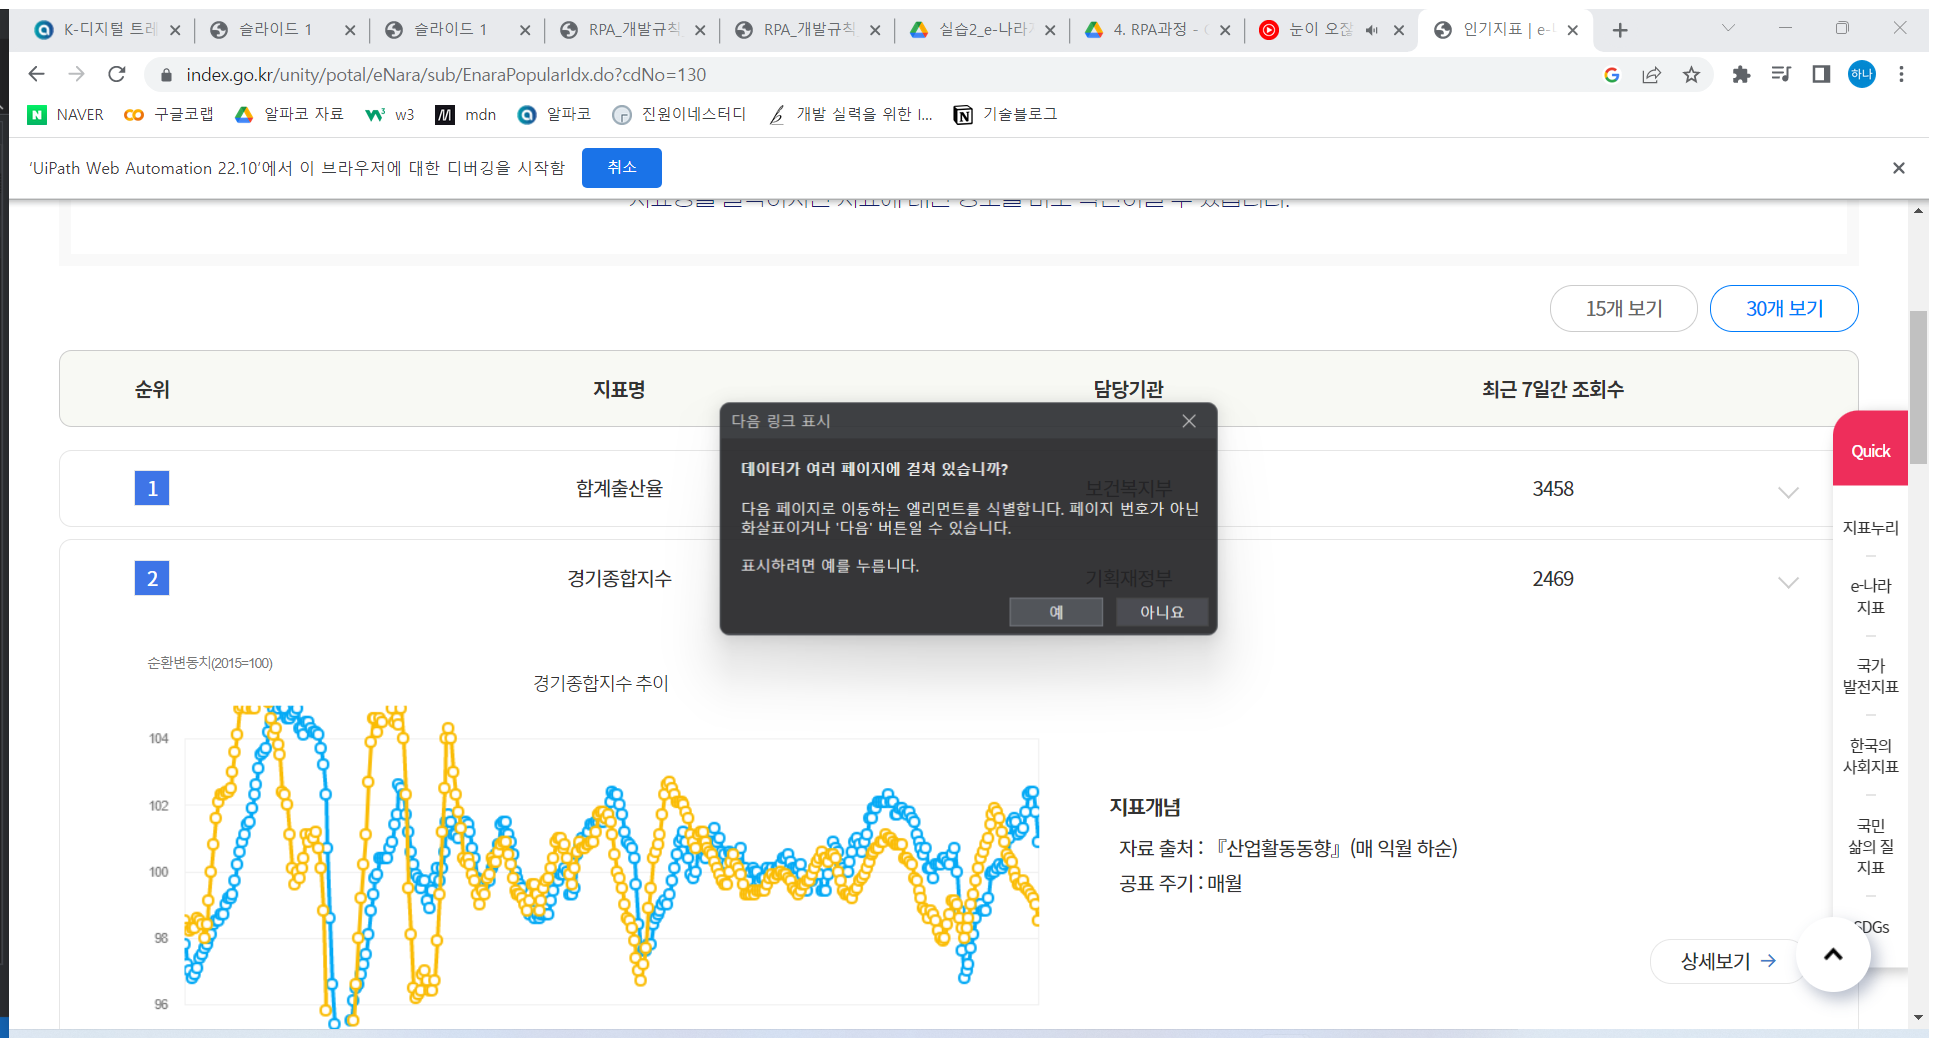 K-디지털 트레
슬라이드 1
슬라이드 1
RPA_개발규칙
RPA_개발규칙
실습2_e-나라
4. RPA과정 -
눈이 오잖
인기지표 | e-
index.go.kr/unity/potal/eNara/sub/EnaraPopularIdx.do?cdNo=130
하나
NAVER
구글코랩
알파코 자료
w3
mdn
알파코
진원이네스터디
개발 실력을 위한 I...
기술블로그
'UiPath Web Automation 22.10'에서 이 브라우저에 대한 디버깅을 시작함
취소
15개 보기
30개 보기
순위
지표명
담당기관
최근 7일간 조회수
1
합계출산율
보건복지부
3458
2
경기종합지수
기획재정부
2469
다음 링크 표시
데이터가 여러 페이지에 걸쳐 있습니까?
다음 페이지로 이동하는 엘리먼트를 식별합니다. 페이지 번호가 아닌
화살표이거나 '다음' 버튼일 수 있습니다.
표시하려면 예를 누릅니다.
예
아니요
순환변동치(2015=100)
경기종합지수 추이
104
102
100
98
96
지표개념
자료 출처 : 『산업활동동향』(매 익월 하순)
공표 주기 : 매월
상세보기
Quick
지표누리
e-나라
지표
국가
발전지표
한국의
사회지표
국민
삶의 질
지표
SDGs